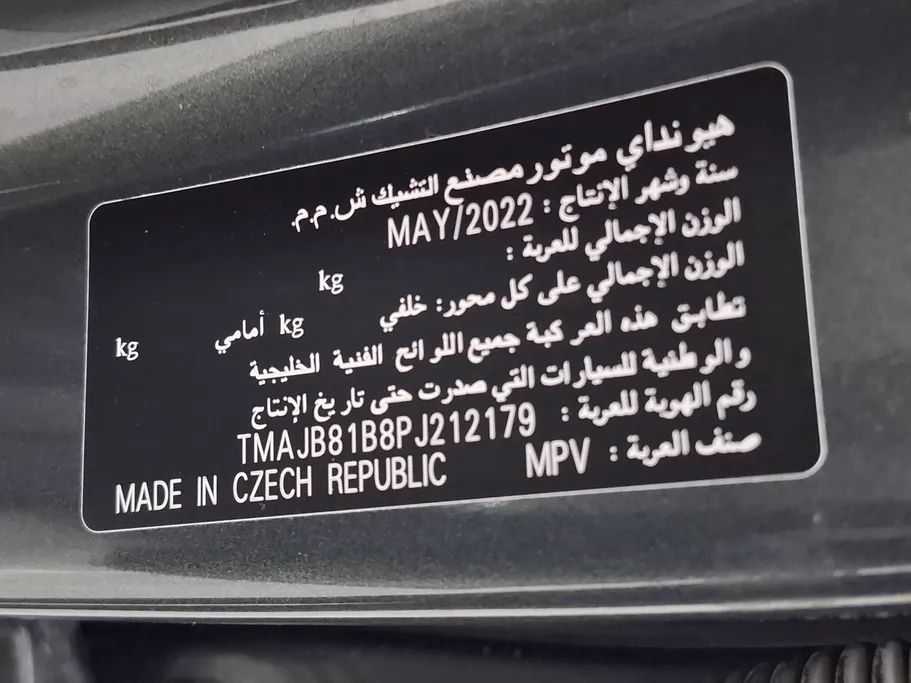 هيونداي موتور مصنع التشيك ش.م.م.
سنة وشهر الإنتاج : MAY/2022
الوزن الإجمالي للعربة : kg
الوزن الإجمالي على كل محور: خلفي kg أمامي kg
تطابق هذه العركبة جميع اللوائح الفنية الخليجية
والوطنية للسيارات التي صدرت حتى تاريخ الإنتاج
رقم الهوية للعربة : TMAJB81B8PJ212179
صنف العربة : MPV
MADE IN CZECH REPUBLIC